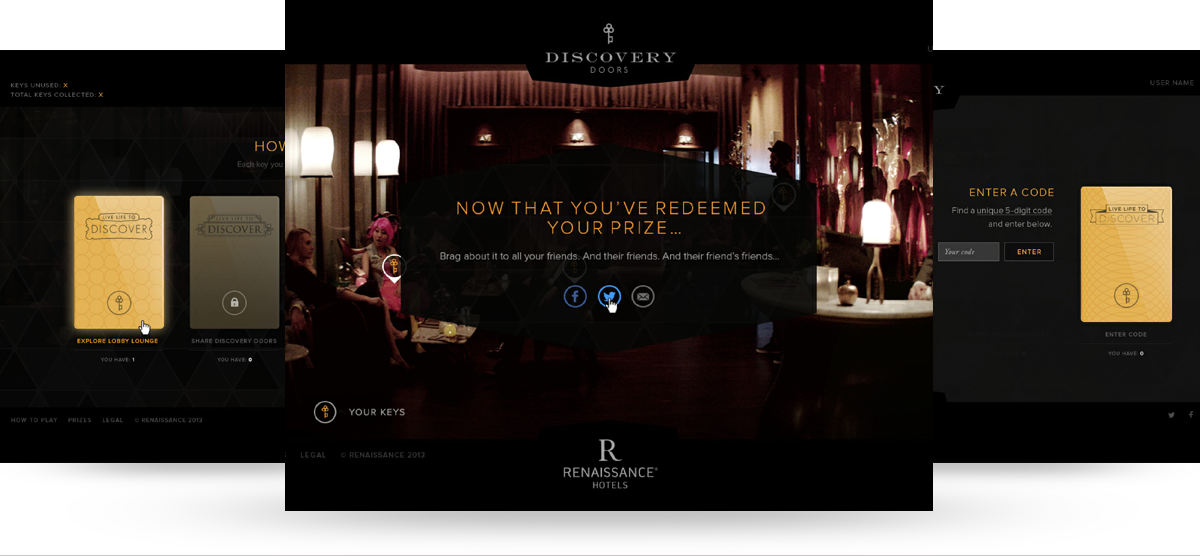 KEYS UNUSED: X
TOTAL KEYS COLLECTED: X
HOW
Each key you
LIVE LIFE TO
DISCOVER
LIVE LIFE TO
DISCOVER
EXPLORE LOBBY LOUNGE
SHARE DISCOVERY DOORS
YOU HAVE: 1
YOU HAVE: 0
HOW TO PLAY PRIZES LEGAL © RENAISSANCE 2013
DISCOVERY
DOORS
NOW THAT YOU'VE REDEEMED
YOUR PRIZE...
Brag about it to all your friends. And their friends. And their friend's friends...
YOUR KEYS
LEGAL © RENAISSANCE 2013
R
RENAISSANCE®
HOTELS
Y
USER NAME
ENTER A CODE
Find a unique 5-digit code
and enter below.
Your code
ENTER
LIVE LIFE TO
DISCOVER
ENTER CODE
YOU HAVE: 0